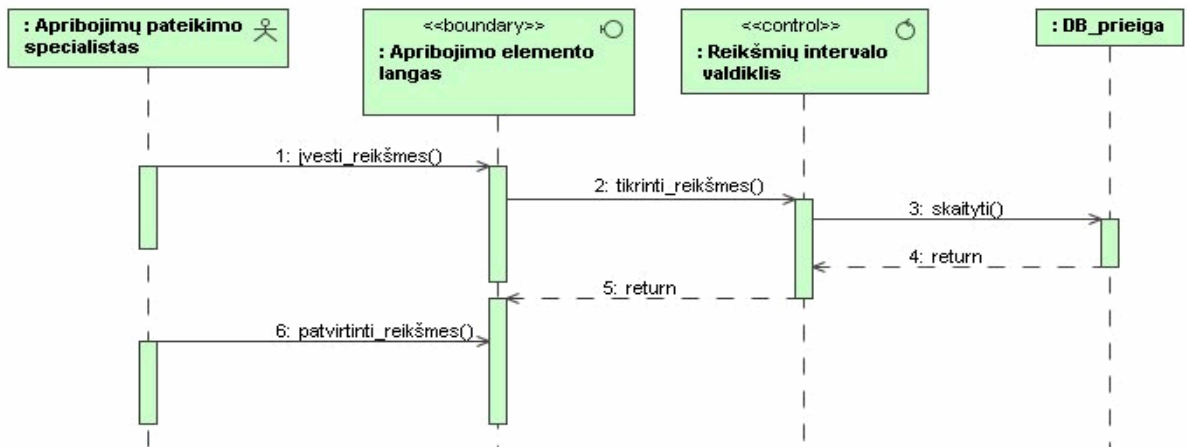 : Apribojimų pateikimo
specialistas
<<boundary>>
: Apribojimo elemento
langas
<<control>>
: Reikšmių intervalo
valdiklis
: DB_prieiga
1: įvesti_reikšmes()
2: tikrinti_reikšmes()
3: skaityti()
4: return
5: return
6: patvirtinti_reikšmes()